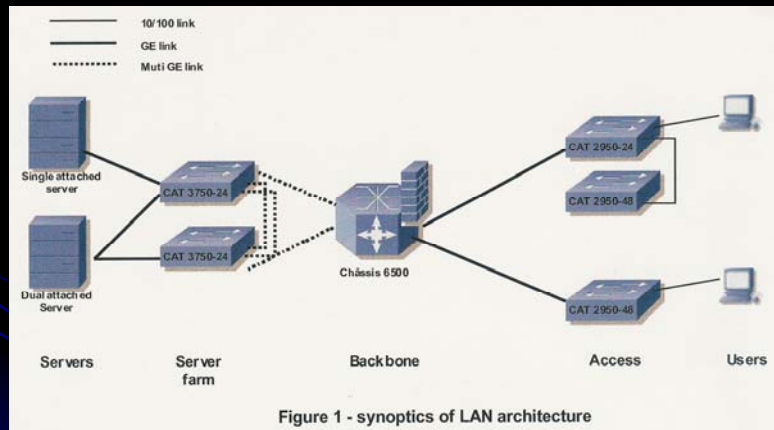 10/100 link
GE link
Muti GE link
Single attached
server
CAT 3750-24
CAT 3750-24
Dual attached
Server
Châssis 6500
CAT 2950-24
CAT 2950-48
CAT 2950-48
Servers
Server
farm
Backbone
Access
Users
Figure 1 - synoptics of LAN architecture